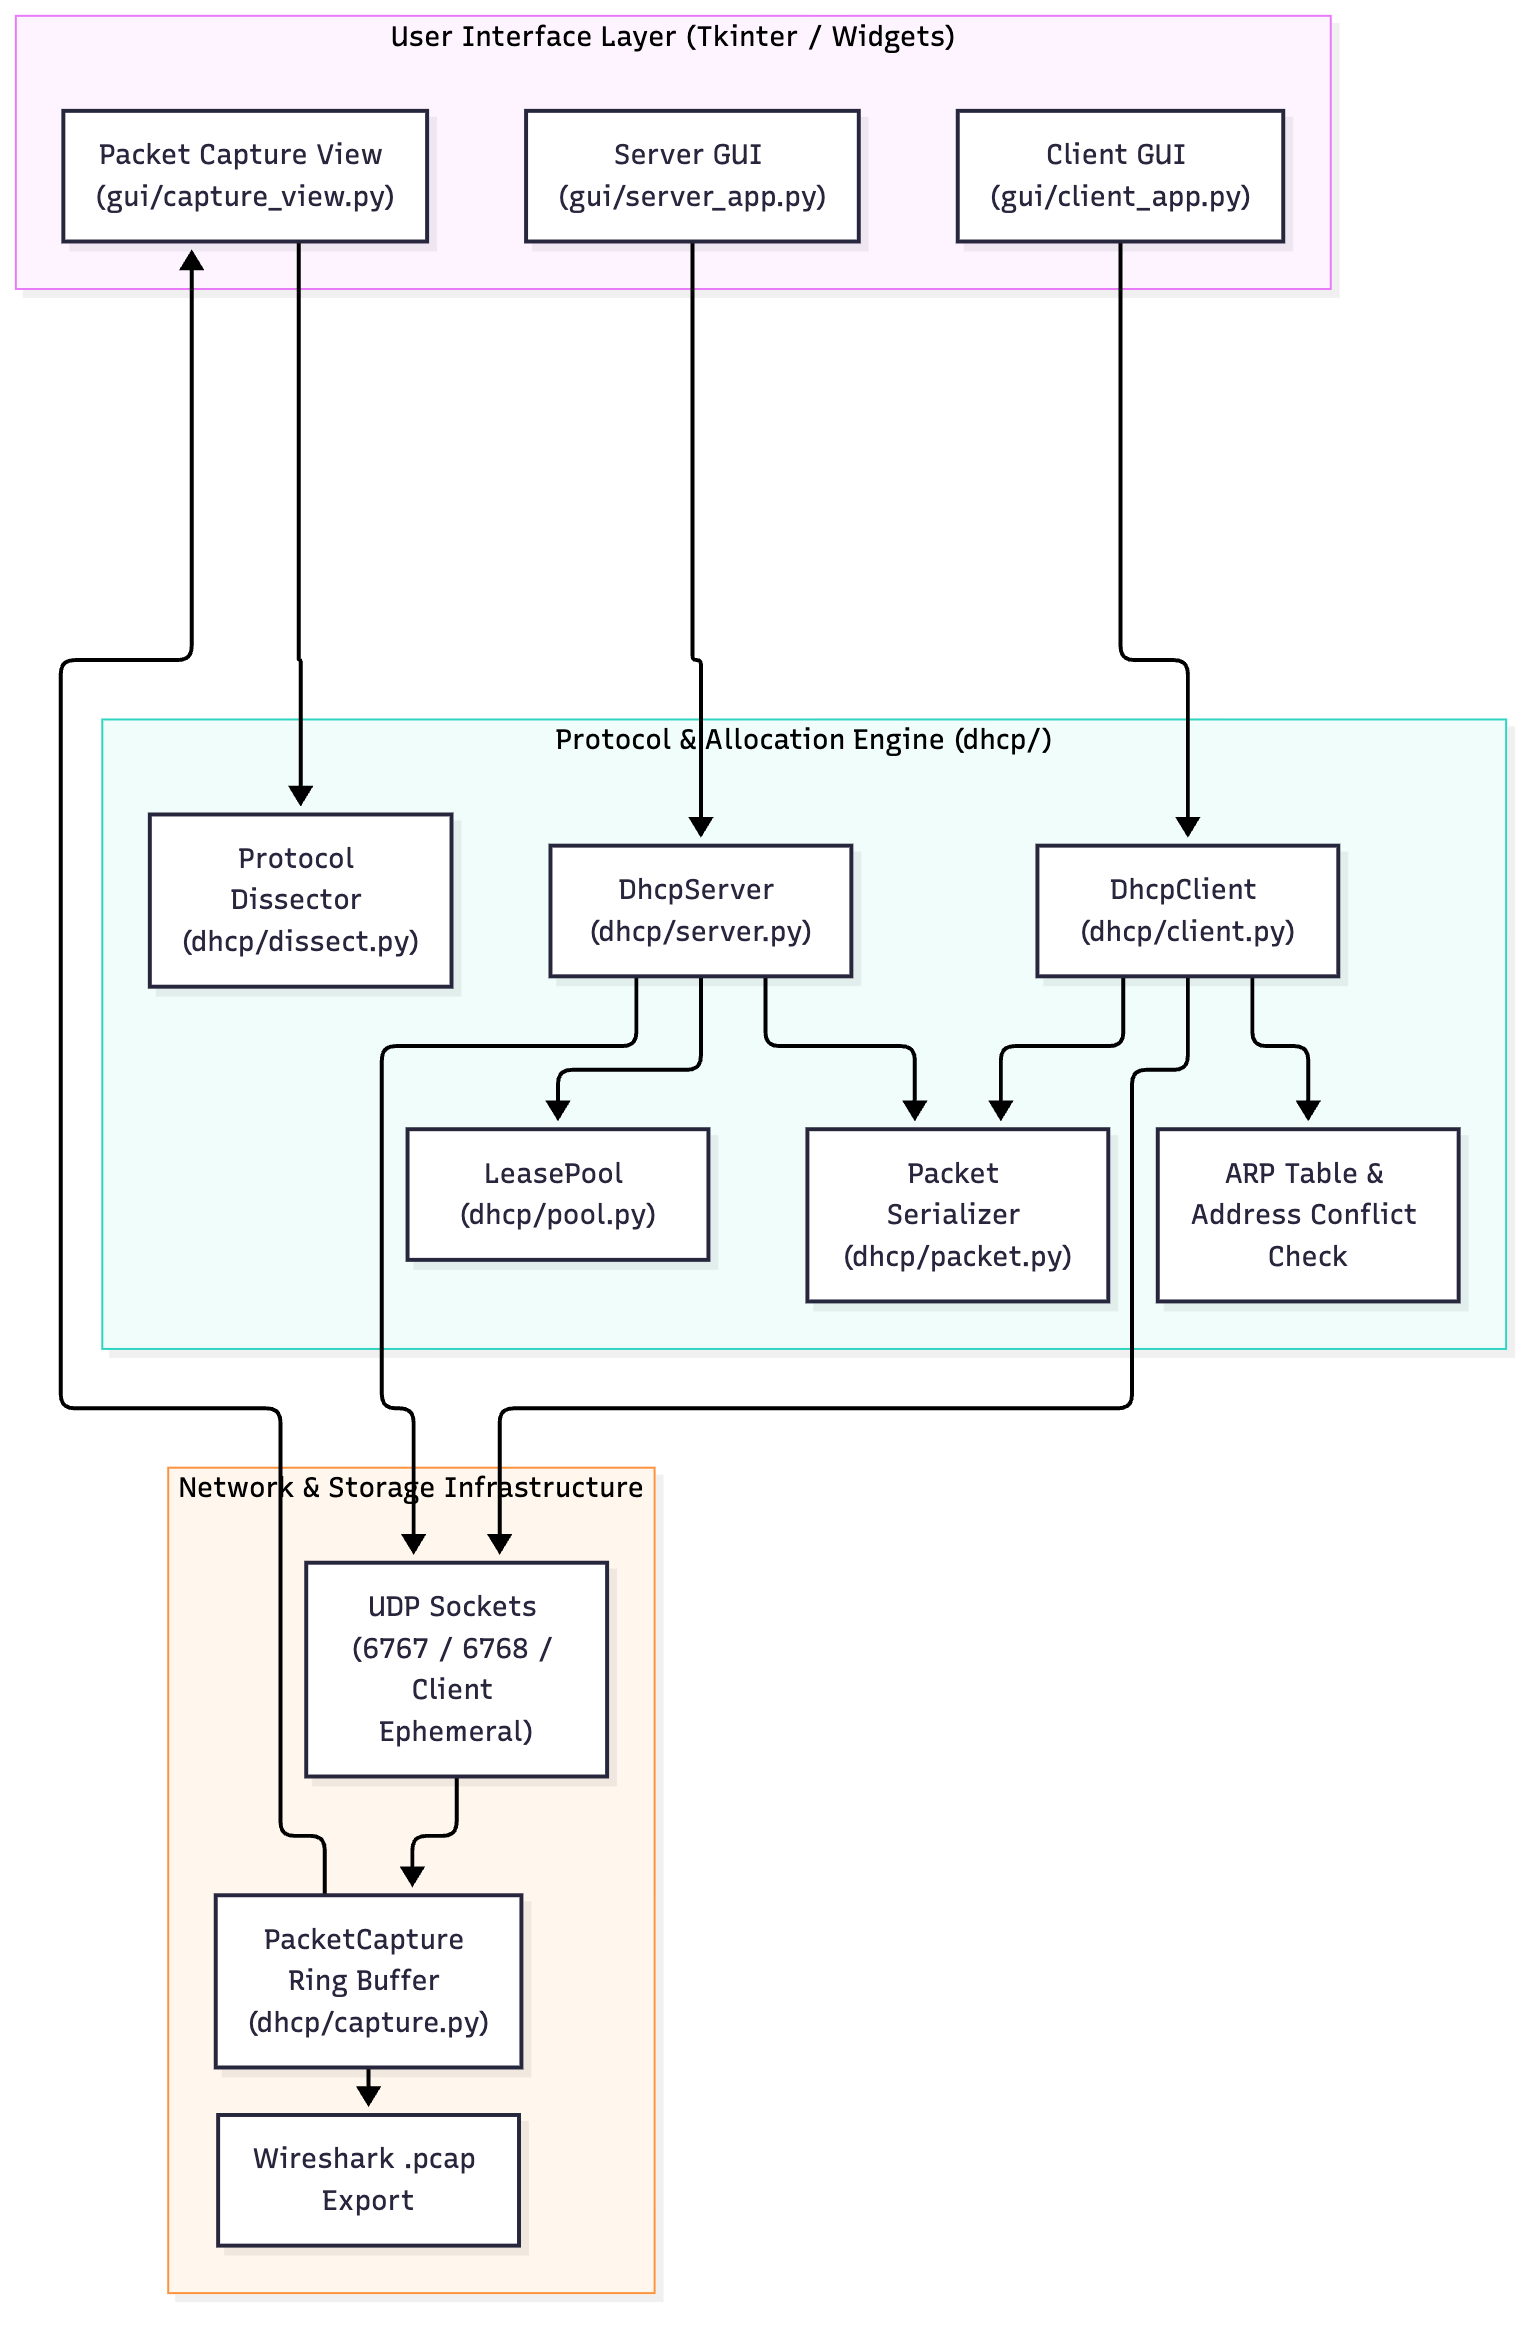 User Interface Layer (Tkinter / Widgets)
Packet Capture View
(gui/capture_view.py)
Server GUI
(gui/server_app.py)
Client GUI
(gui/client_app.py)
Protocol & Allocation Engine (dhcp/)
Protocol
Dissector
(dhcp/dissect.py)
DhcpServer
(dhcp/server.py)
DhcpClient
(dhcp/client.py)
LeasePool
(dhcp/pool.py)
Packet
Serializer
(dhcp/packet.py)
ARP Table &
Address Conflict
Check
Network & Storage Infrastructure
UDP Sockets
(6767 / 6768 /
Client
Ephemeral)
PacketCapture
Ring Buffer
(dhcp/capture.py)
Wireshark .pcap
Export